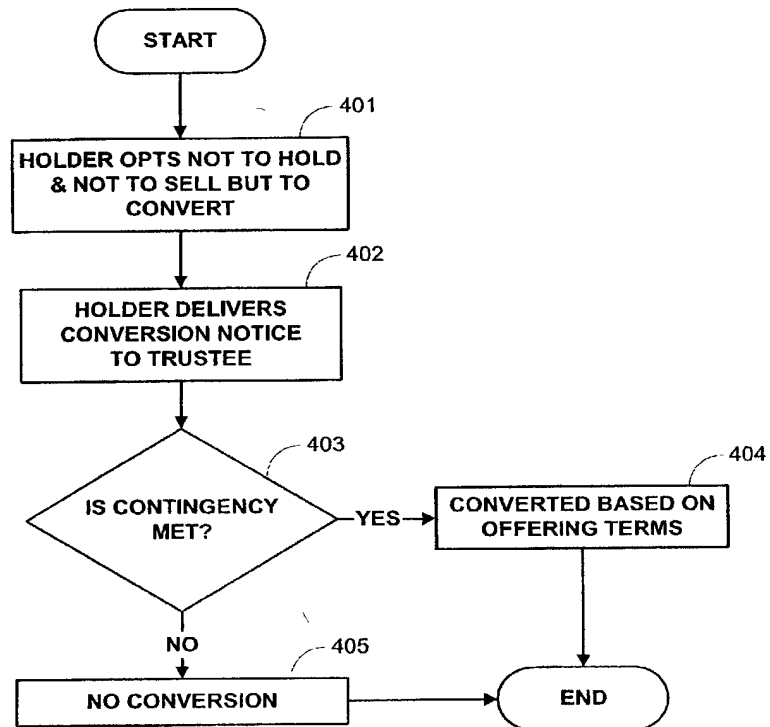 START
401
HOLDER OPTS NOT TO HOLD
& NOT TO SELL BUT TO
CONVERT
402
HOLDER DELIVERS
CONVERSION NOTICE
TO TRUSTEE
403
IS CONTINGENCY
MET?
YES
404
CONVERTED BASED ON
OFFERING TERMS
NO
405
NO CONVERSION
END